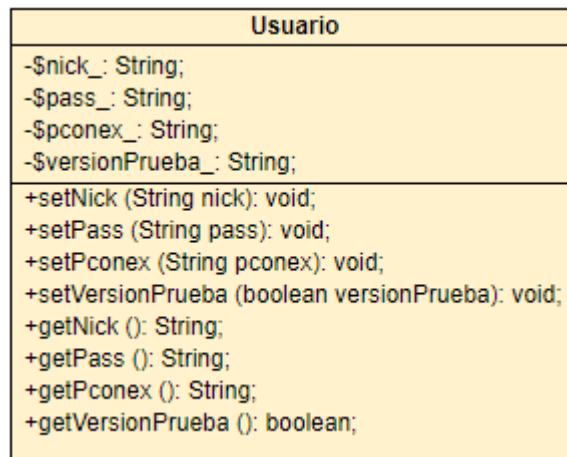 Usuario
-$nick_: String;
-$pass_: String;
-$pconex_: String;
-$versionPrueba_: String;
+setNick (String nick): void;
+setPass (String pass): void;
+setPconex (String pconex): void;
+setVersionPrueba (boolean versionPrueba): void;
+getNick (): String;
+getPass (): String;
+getPconex (): String;
+getVersionPrueba (): boolean;